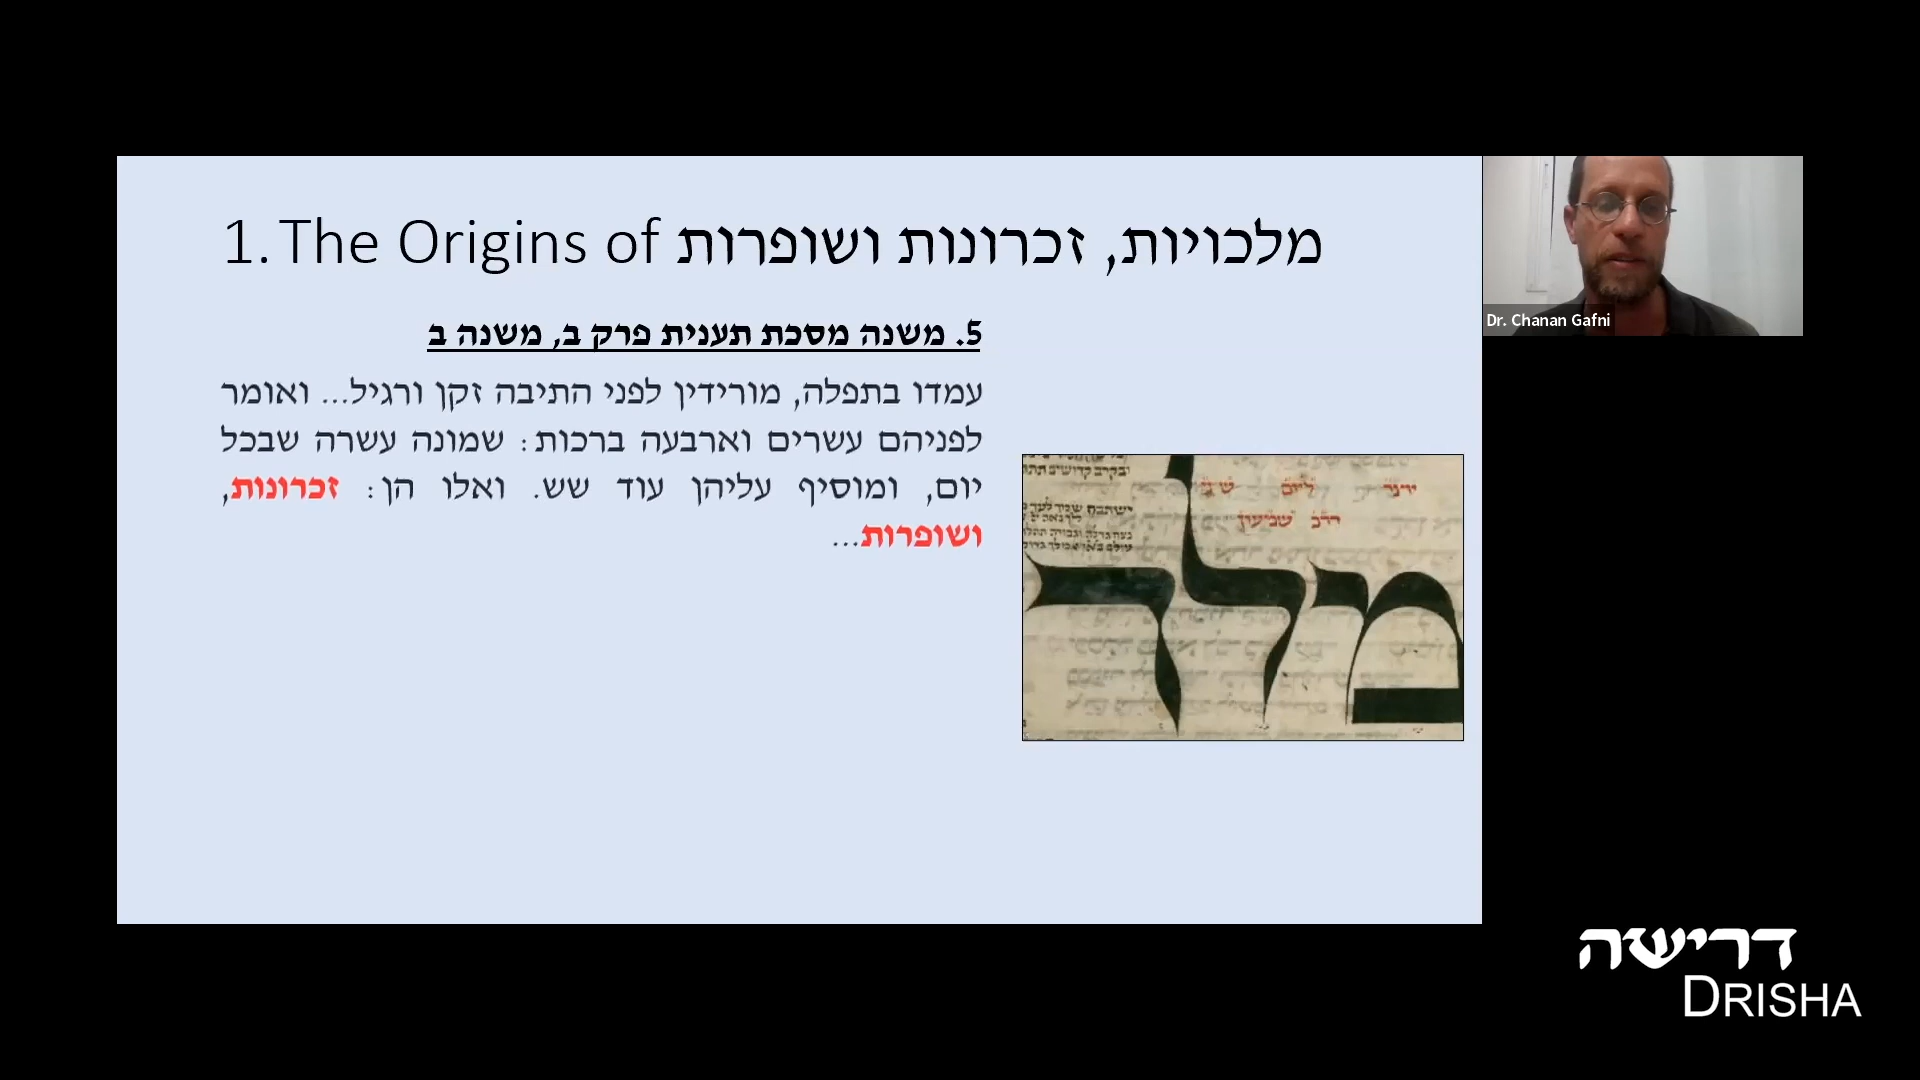 1. The Origins of מלכויות, זכרונות ושופרות
5. משנה מסכת תענית פרק ב, משנה ב
עמדו בתפלה, מורידין לפני התיבה זקן ורגיל... ואומר
לפניהם עשרים וארבעה ברכות: שמונה עשרה שבכל
יום, ומוסיף עליהן עוד שש. ואלו הן: זכרונות,
ושופרות...
שמעון
מלך
Dr. Chanan Gafni
דרישה
DRISHA